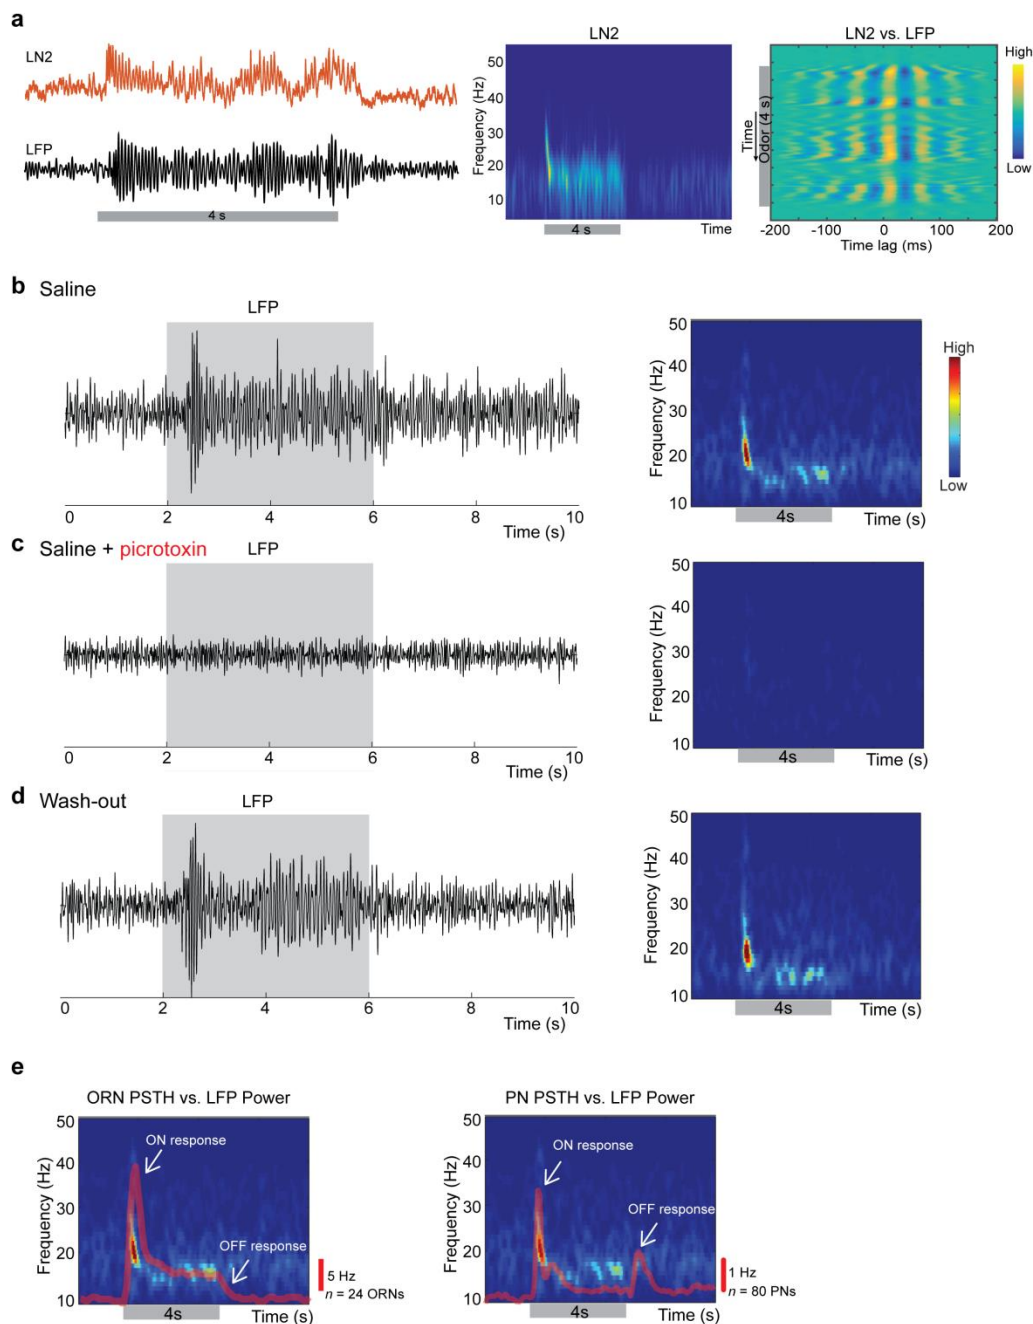 a
LN2
LFP
4 s
LN2
Frequency (Hz)
50
40
30
20
10
4 s
Time
LN2 vs. LFP
Time
Odor (4 s)
-200 -100 0 100 200
Time lag (ms)
High
Low
b Saline
LFP
0 2 4 6 8 10
Time (s)
Frequency (Hz)
50
40
30
20
10
4s
Time (s)
High
Low
c Saline + picrotoxin
LFP
0 2 4 6 8 10
Time (s)
Frequency (Hz)
50
40
30
20
10
4s
Time (s)
d Wash-out
LFP
0 2 4 6 8 10
Time (s)
Frequency (Hz)
50
40
30
20
10
4s
Time (s)
e
ORN PSTH vs. LFP Power
Frequency (Hz)
50
40
30
20
10
ON response
OFF response
4s
Time (s)
5 Hz
n = 24 ORNs
PN PSTH vs. LFP Power
Frequency (Hz)
50
40
30
20
10
ON response
OFF response
4s
Time (s)
1 Hz
n = 80 PNs